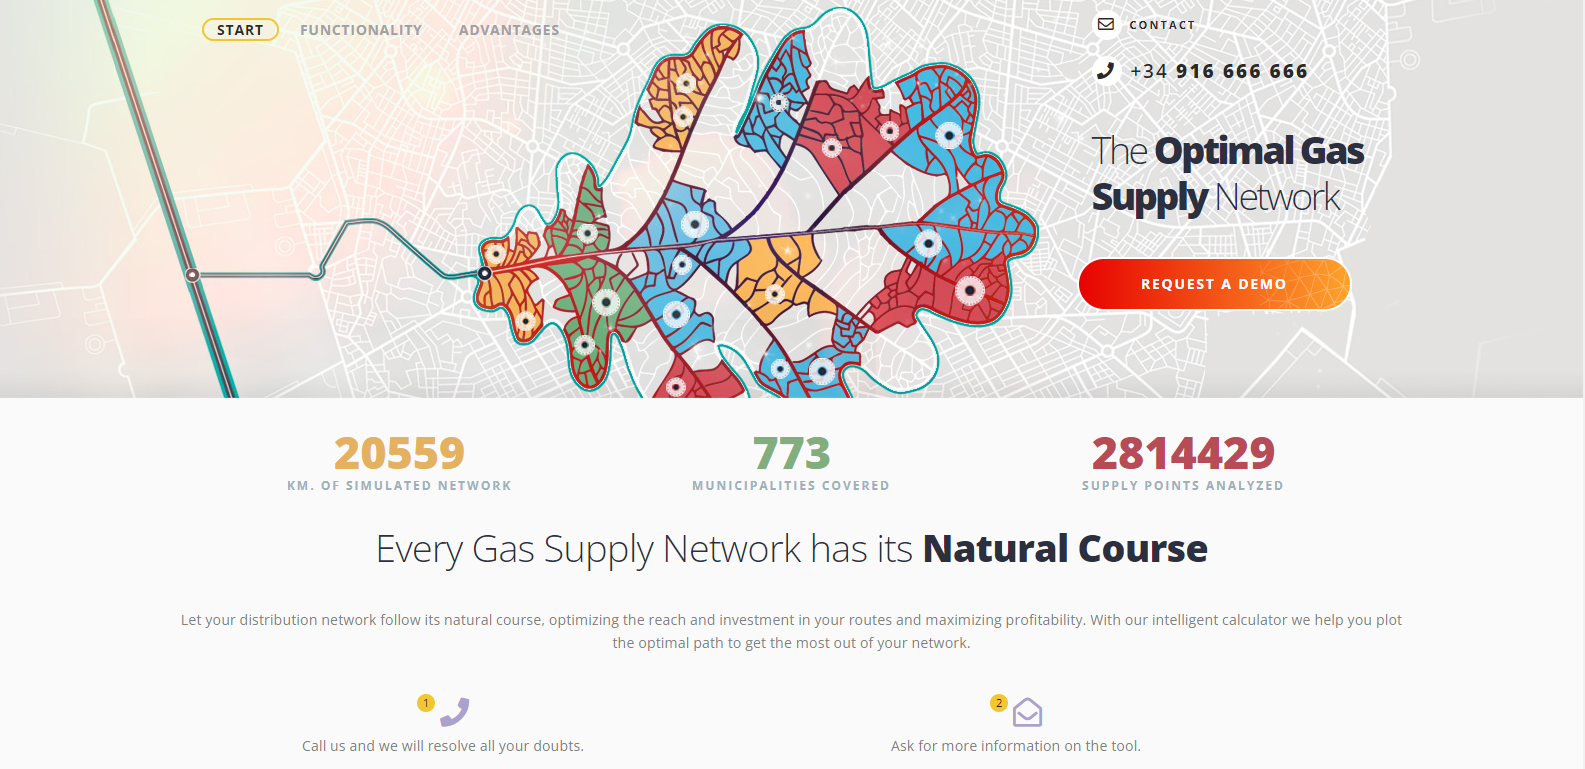 START FUNCTIONALITY ADVANTAGES
CONTACT
+34 916 666 666
The Optimal Gas
Supply Network
REQUEST A DEMO
20559 773 2814429
KM. OF SIMULATED NETWORK MUNICIPALITIES COVERED SUPPLY POINTS ANALYZED
Every Gas Supply Network has its Natural Course
Let your distribution network follow its natural course, optimizing the reach and investment in your routes and maximizing profitability. With our intelligent calculator we help you plot
the optimal path to get the most out of your network.
1 2
Call us and we will resolve all your doubts. Ask for more information on the tool.